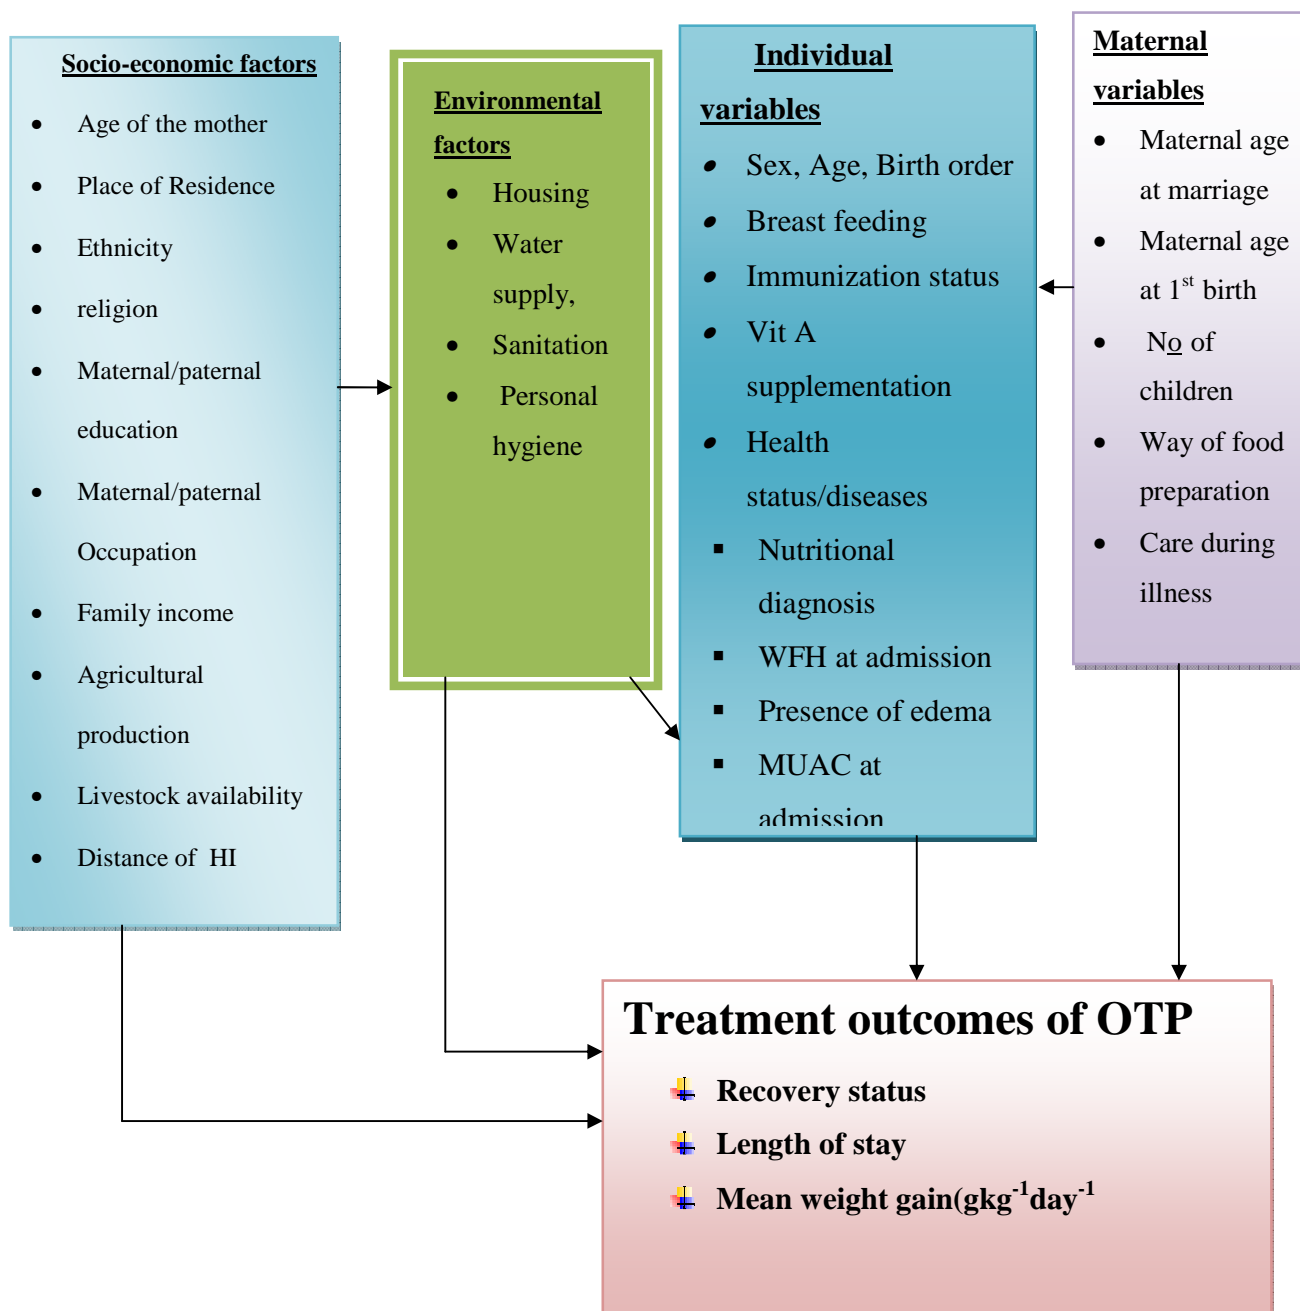 Socio-economic factors
Age of the mother
Place of Residence
Ethnicity
religion
Maternal/paternal
education
Maternal/paternal
Occupation
Family income
Agricultural
production
Livestock availability
Distance of HI
Environmental
factors
Housing
Water
supply,
Sanitation
Personal
hygiene
Individual
variables
Sex, Age, Birth order
Breast feeding
Immunization status
Vit A
supplementation
Health
status/diseases
Nutritional
diagnosis
WFH at admission
Presence of edema
MUAC at
admission
Maternal
variables
Maternal age
at marriage
Maternal age
at 1st birth
No of
children
Way of food
preparation
Care during
illness
Treatment outcomes of OTP
Recovery status
Length of stay
Mean weight gain(gkg-1day-1